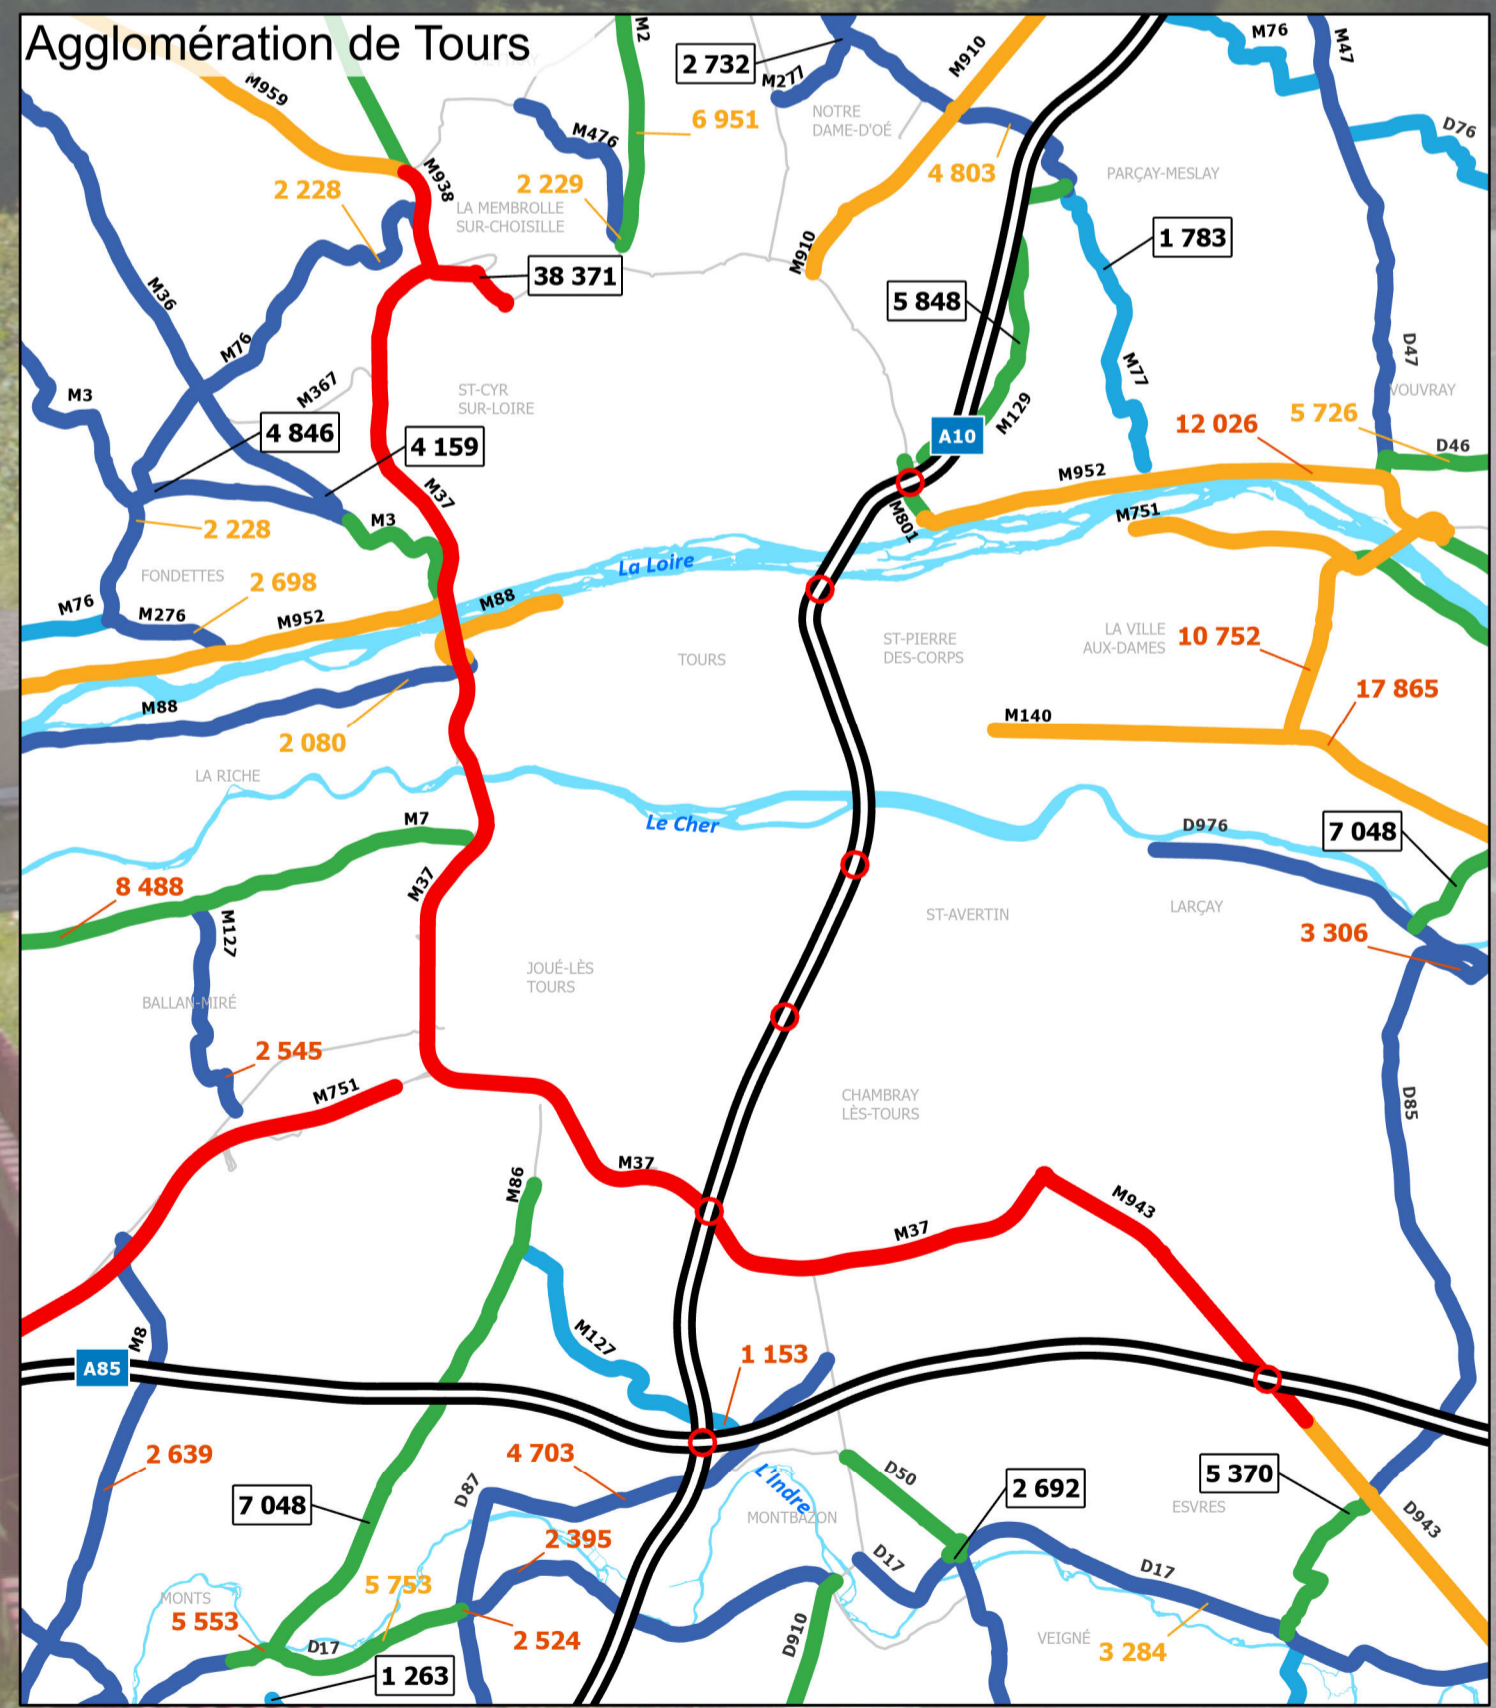 Agglomération de Tours
M2
M76
M47
2 732
M277
M910
M959
6 951
NOTRE
DAME-D'OÉ
M476
D76
M938
2 228
2 229
4 803
PARÇAY-MESLAY
LA MEMBROLLE
SUR-CHOISILLE
1 783
M910
38 371
5 848
M36
M76
M77
D47
M3
M367
ST-CYR
SUR-LOIRE
VOUVRAY
4 846
4 159
A10
M129
12 026
5 726
D46
M37
M952
M801
M751
M3
2 228
La Loire
FONDETTES
2 698
M76
M276
M952
M88
ST-PIERRE
DES-CORPS
LA VILLE
AUX-DAMES
10 752
TOURS
17 865
M88
M140
2 080
LA RICHE
M7
Le Cher
D976
7 048
8 488
M37
M127
ST-AVERTIN
LARÇAY
3 306
JOUÉ-LÈS
TOURS
BALLAN-MIRÉ
2 545
M751
CHAMBRAY
LÈS-TOURS
D85
M86
M37
M943
M37
M8
M127
A85
1 153
2 639
4 703
D87
L'Indre
D50
2 692
5 370
7 048
MONTBAZON
ESVRES
D943
2 395
D17
D17
5 753
MONTS
5 553
D17
2 524
D910
VEIGNÉ
3 284
1 263